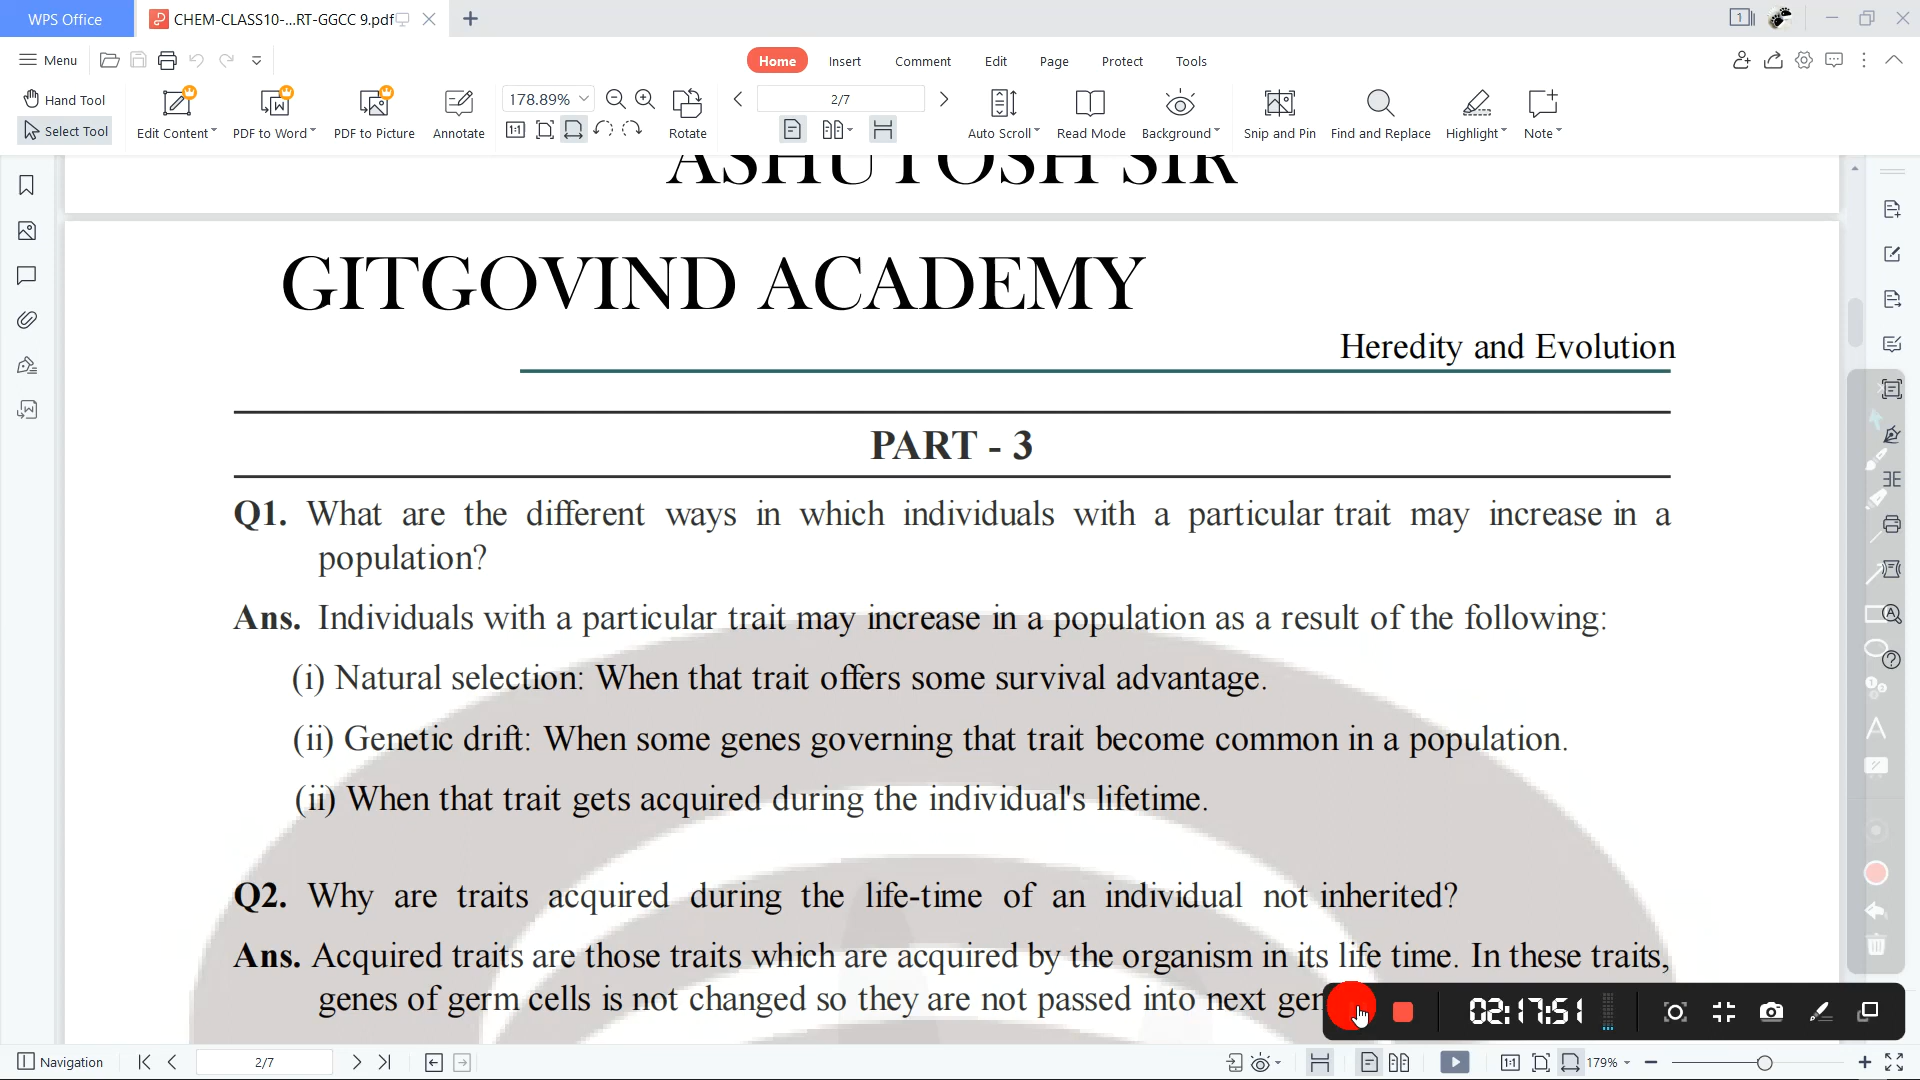 WPS Office
CHEM-CLASS10-...RT-GGCC 9.pdf
1
Menu
Home
Insert
Comment
Edit
Page
Protect
Tools
Hand Tool
Select Tool
Edit Content
PDF to Word
PDF to Picture
Annotate
178.89%
Rotate
2/7
Auto Scroll
Read Mode
Background
Snip and Pin
Find and Replace
Highlight
Note
ASHUTOSH SIR
GITGOVIND ACADEMY
Heredity and Evolution
PART - 3
Q1. What are the different ways in which individuals with a particular trait may increase in a
population?
Ans. Individuals with a particular trait may increase in a population as a result of the following:
(i) Natural selection: When that trait offers some survival advantage.
(ii) Genetic drift: When some genes governing that trait become common in a population.
(ii) When that trait gets acquired during the individual's lifetime.
Q2. Why are traits acquired during the life-time of an individual not inherited?
Ans. Acquired traits are those traits which are acquired by the organism in its life time. In these traits,
genes of germ cells is not changed so they are not passed into next gen
02:17:51
Navigation
2/7
179%